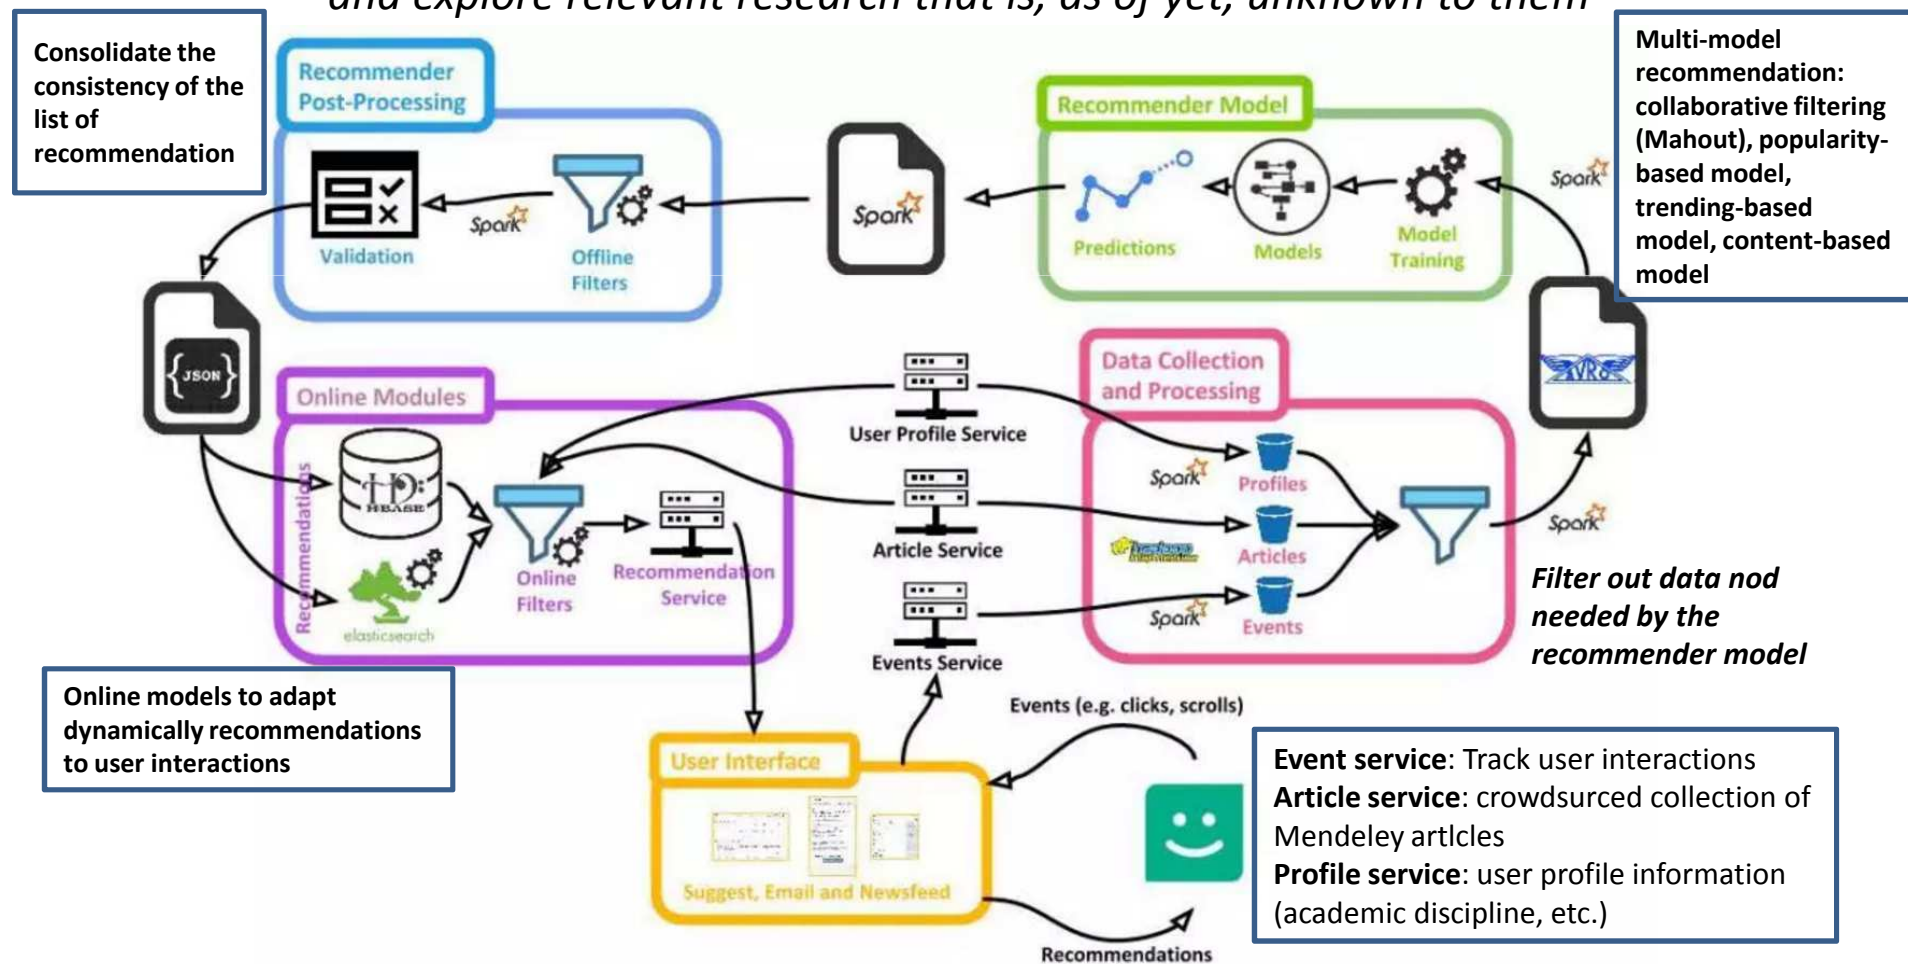 and explore relevant research that is, as of yet, unknown to them
Consolidate the
consistency of the
list of
recommendation
Recommender
Post-Processing
Validation
Spark
Offline
Filters
Spark
Recommender Model
Predictions
Models
Model
Training
Spark
Multi-model
recommendation:
collaborative filtering
(Mahout), popularity-
based model,
trending-based
model, content-based
model
{JSON}
Online Modules
Recommendations
HBASE
elasticsearch
Online
Filters
Recommendation
Service
User Profile Service
Article Service
Events Service
Data Collection
and Processing
Spark
Profiles
Articles
Spark
Events
AVRO
Spark
Filter out data nod
needed by the
recommender model
Online models to adapt
dynamically recommendations
to user interactions
User Interface
Suggest, Email and Newsfeed
Events (e.g. clicks, scrolls)
Recommendations
Event service: Track user interactions
Article service: crowdsurced collection of
Mendeley artlcles
Profile service: user profile information
(academic discipline, etc.)